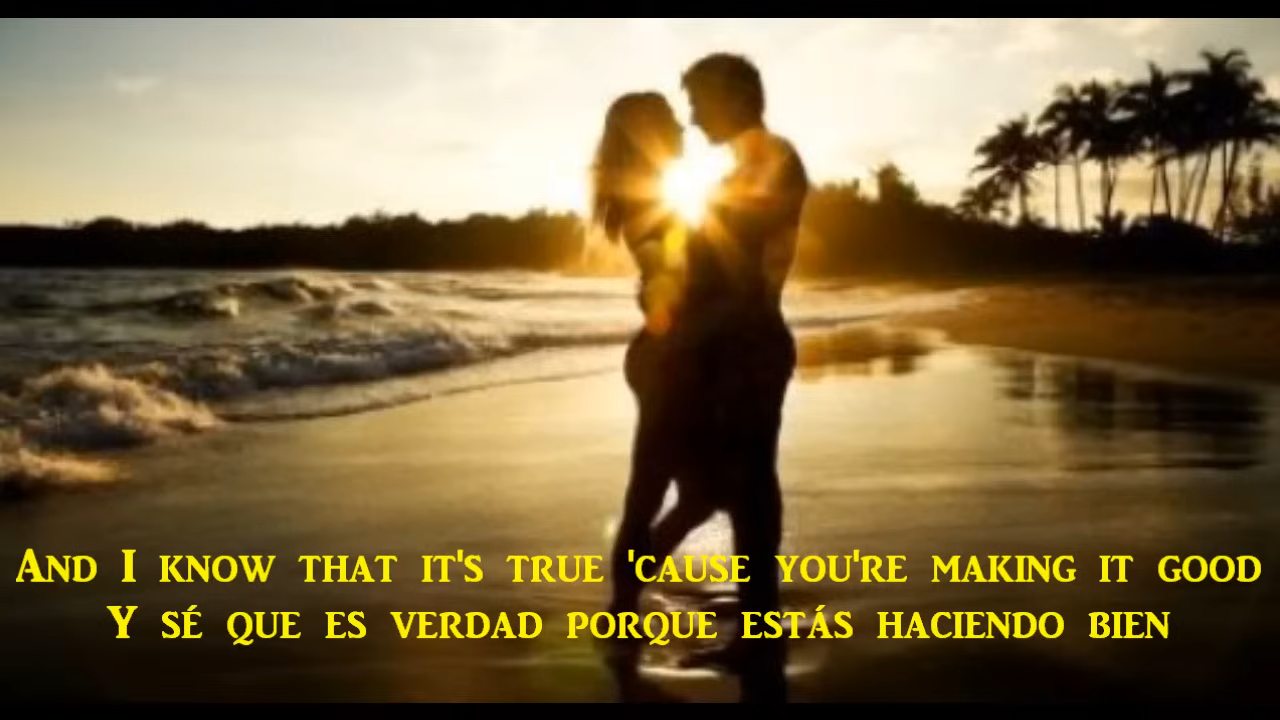 And I know that it's true 'cause you're making it good
Y sé que es verdad porque estás haciendo bien